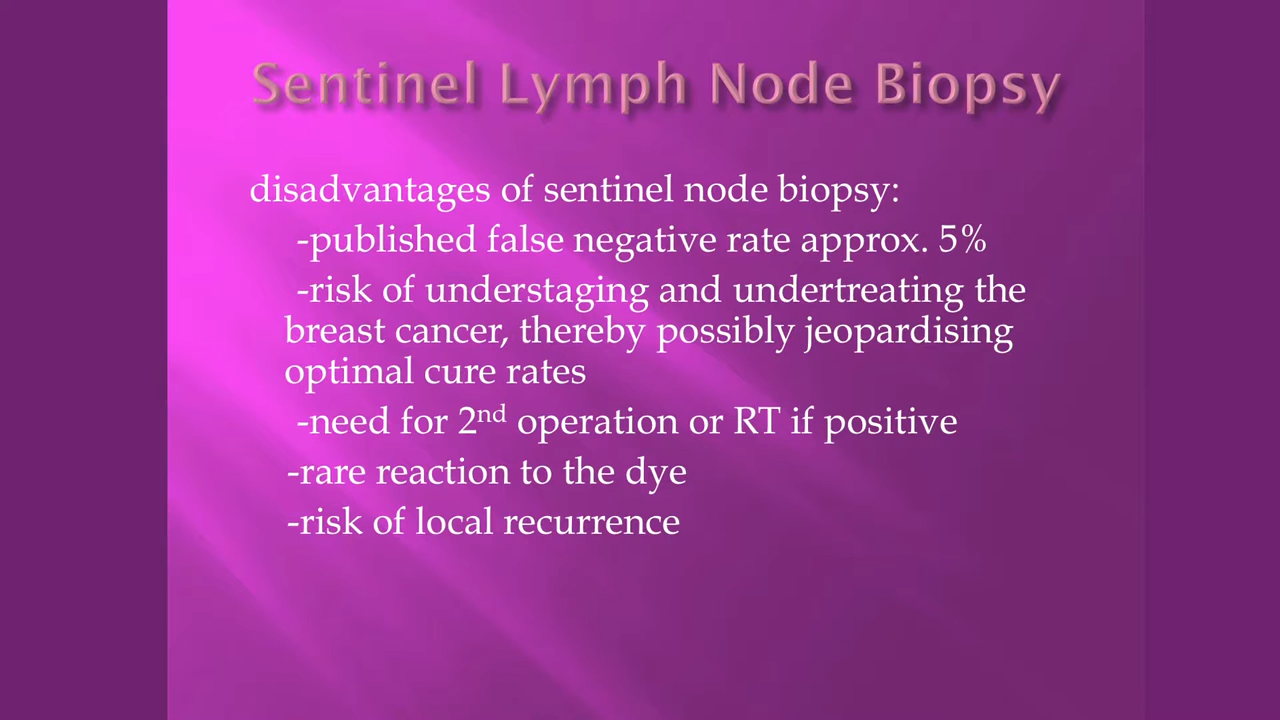 Sentinel Lymph Node Biopsy
disadvantages of sentinel node biopsy:
-published false negative rate approx. 5%
-risk of understaging and undertreating the
breast cancer, thereby possibly jeopardising
optimal cure rates
-need for 2nd operation or RT if positive
-rare reaction to the dye
-risk of local recurrence